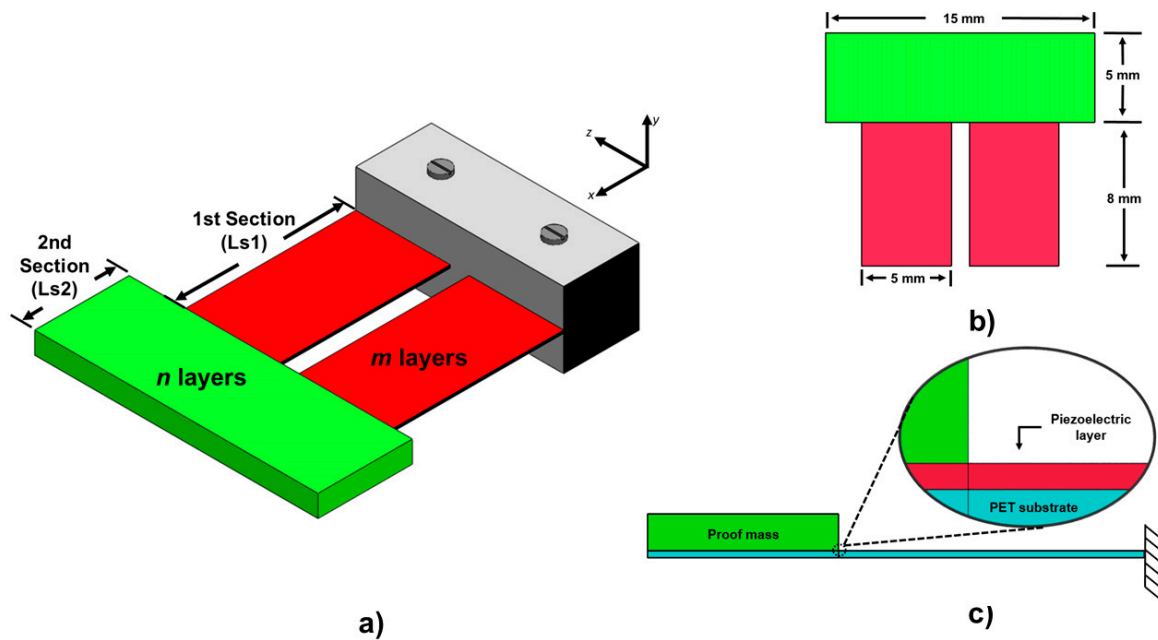 1st Section
(Ls1)
2nd
Section
(Ls2)
n layers
m layers
y
z
x
a)
15 mm
5 mm
8 mm
5 mm
b)
Piezoelectric
layer
PET substrate
Proof mass
c)